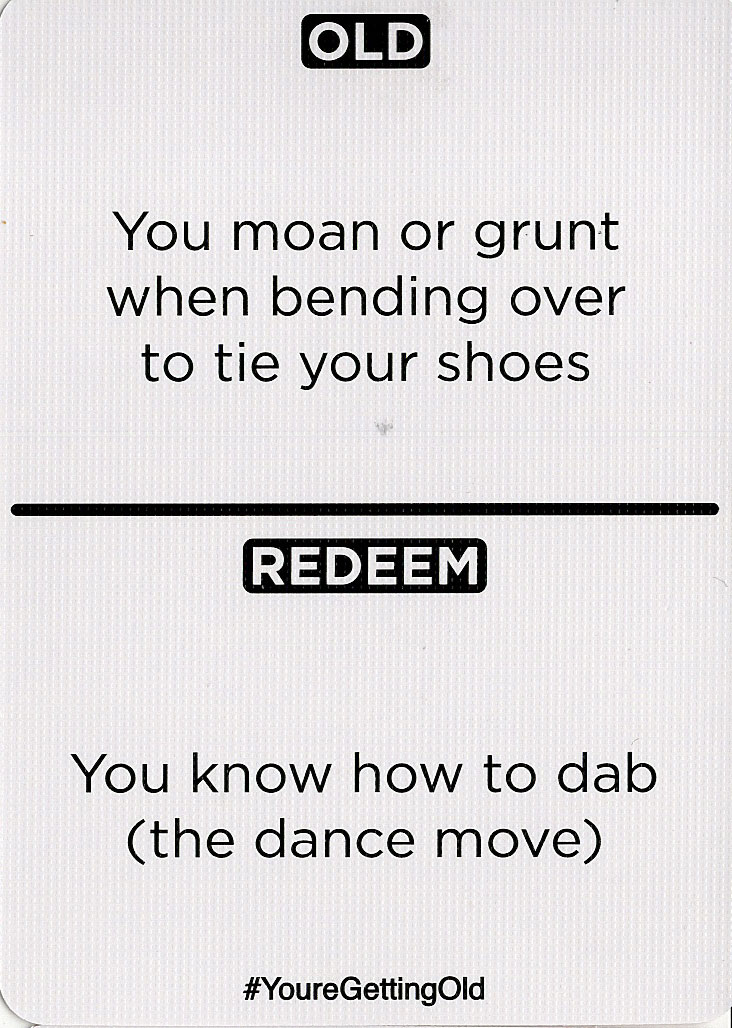 OLD
You moan or grunt
when bending over
to tie your shoes
REDEEM
You know how to dab
(the dance move)
#YoureGettingOld